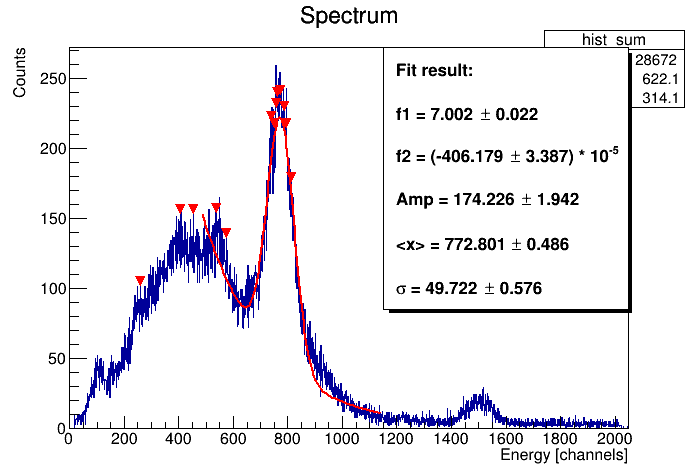 Spectrum
hist_sum
28672
622.1
314.1
Fit result:
f1 = 7.002 ± 0.022
f2 = (-406.179 ± 3.387) * 10^-5
Amp = 174.226 ± 1.942
<x> = 772.801 ± 0.486
σ = 49.722 ± 0.576
Counts
250
200
150
100
50
0
0 200 400 600 800 1000 1200 1400 1600 1800 2000
Energy [channels]